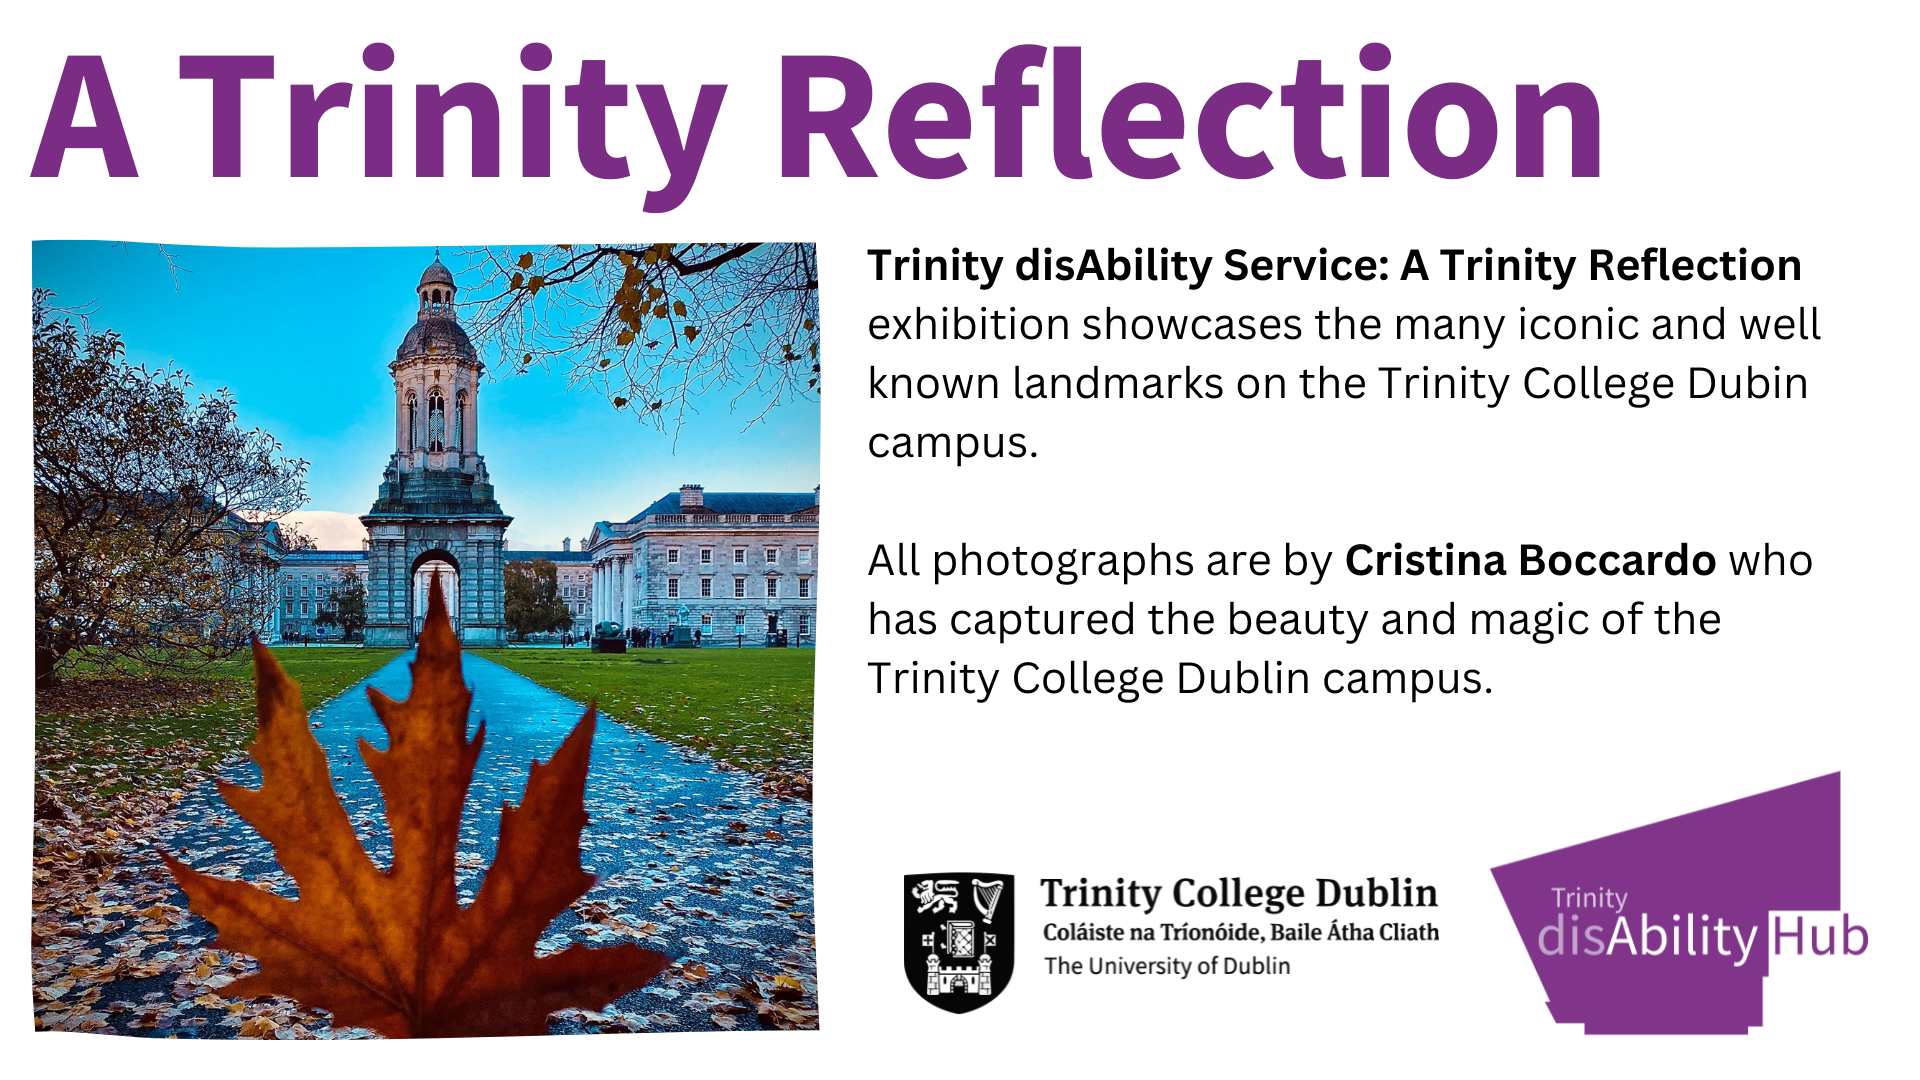 A Trinity Reflection
Trinity disAbility Service: A Trinity Reflection
exhibition showcases the many iconic and well
known landmarks on the Trinity College Dubin
campus.
All photographs are by Cristina Boccardo who
has captured the beauty and magic of the
Trinity College Dublin campus.
Trinity College Dublin
Coláiste na Tríonóide, Baile Átha Cliath
The University of Dublin
Trinity
disAbility Hub